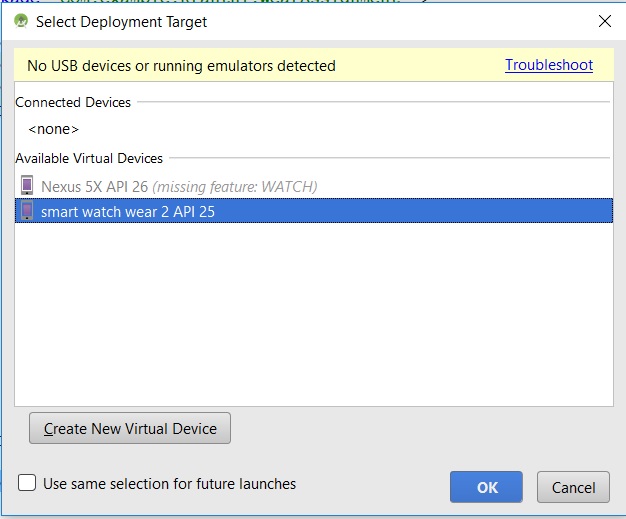 Select Deployment Target
No USB devices or running emulators detected Troubleshoot
Connected Devices
<none>
Available Virtual Devices
Nexus 5X API 26 (missing feature: WATCH)
smart watch wear 2 API 25
Create New Virtual Device
Use same selection for future launches
OK Cancel